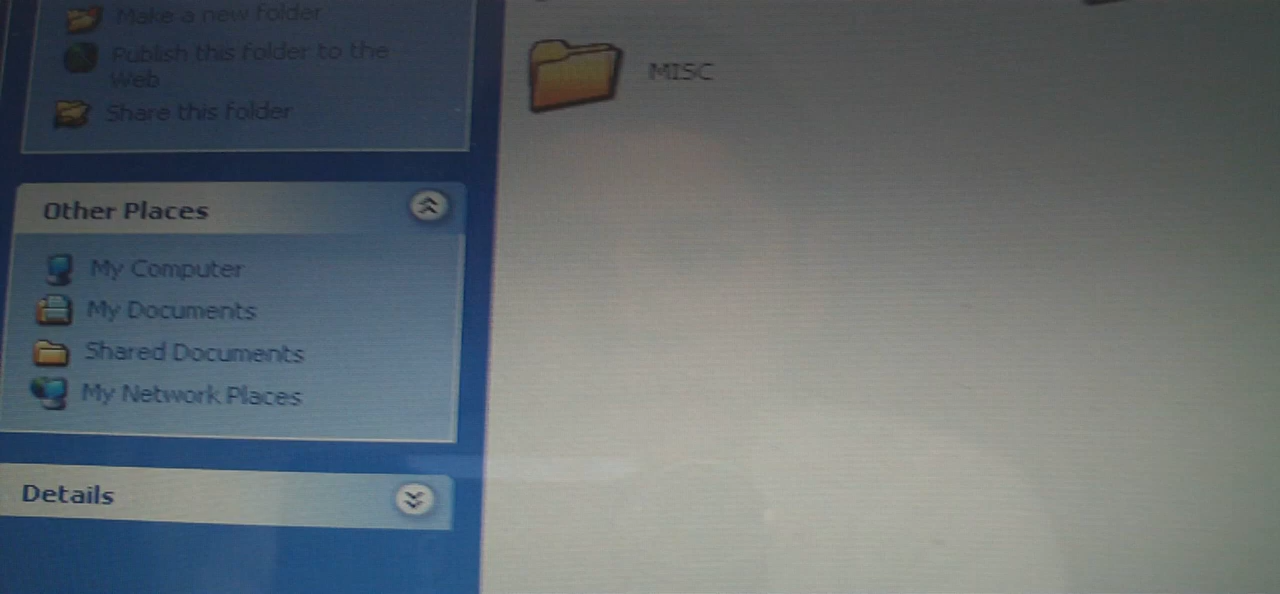 Make a new folder
Publish this folder to the
Web
Share this folder
MISC
Other Places
My Computer
My Documents
Shared Documents
My Network Places
Details